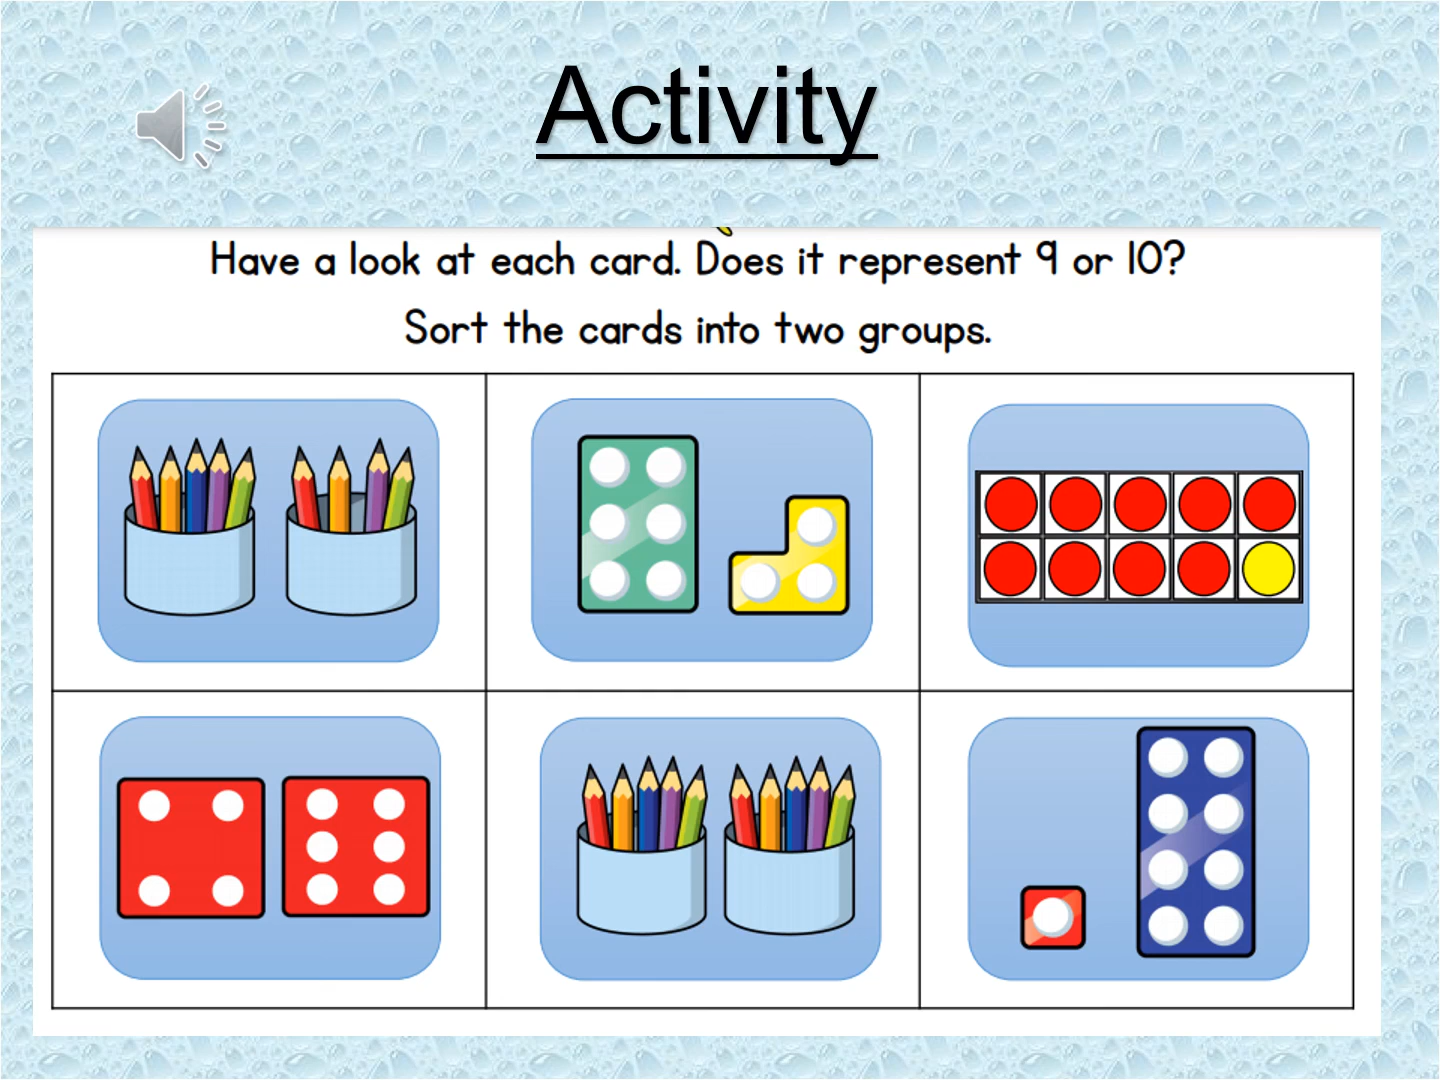 Activity
Have a look at each card. Does it represent 9 or 10?
Sort the cards into two groups.